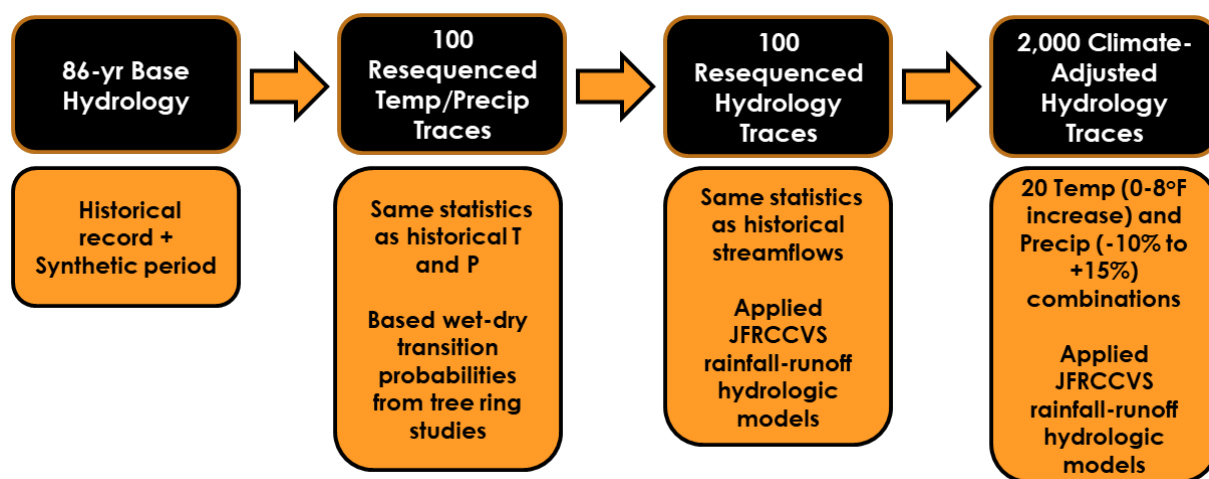 86-yr Base
Hydrology
100
Resequenced
Temp/Precip
Traces
100
Resequenced
Hydrology
Traces
2,000 Climate-
Adjusted
Hydrology
Traces
Historical
record +
Synthetic period
Same statistics
as historical T
and P
Based wet-dry
transition
probabilities
from tree ring
studies
Same statistics
as historical
streamflows
Applied
JFRCCVS
rainfall-runoff
hydrologic
models
20 Temp (0-8°F
increase) and
Precip (-10% to
+15%)
combinations
Applied
JFRCCVS
rainfall-runoff
hydrologic
models